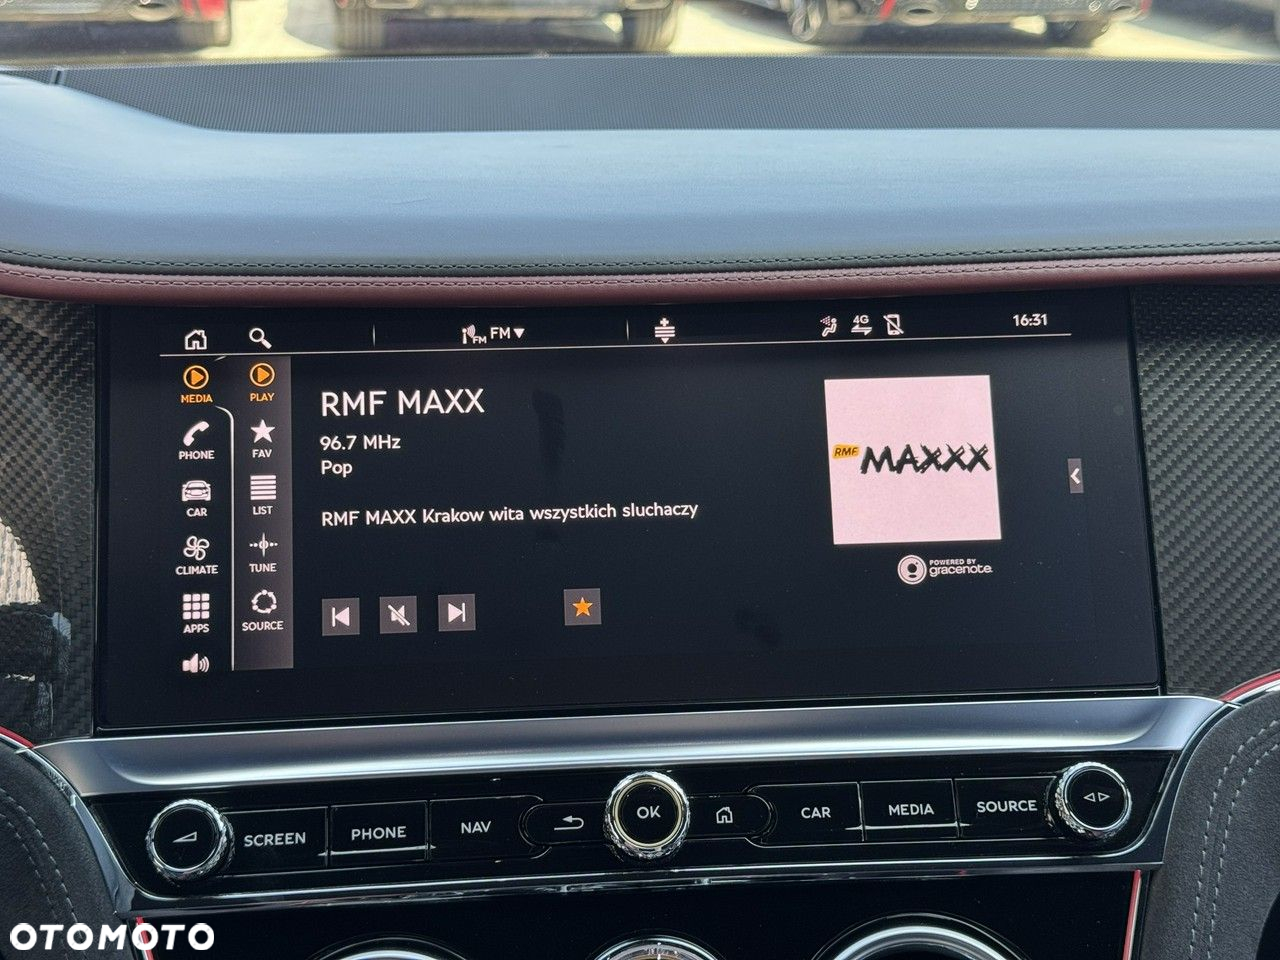 FM FM
4G
16:31
MEDIA
PLAY
RMF MAXX
PHONE
FAV
96.7 MHz
Pop
RMF MAXXX
CAR
LIST
RMF MAXX Krakow wita wszystkich sluchaczy
CLIMATE
TUNE
POWERED BY
gracenote.
APPS
SOURCE
SCREEN
PHONE
NAV
OK
CAR
MEDIA
SOURCE
OTOMOTO